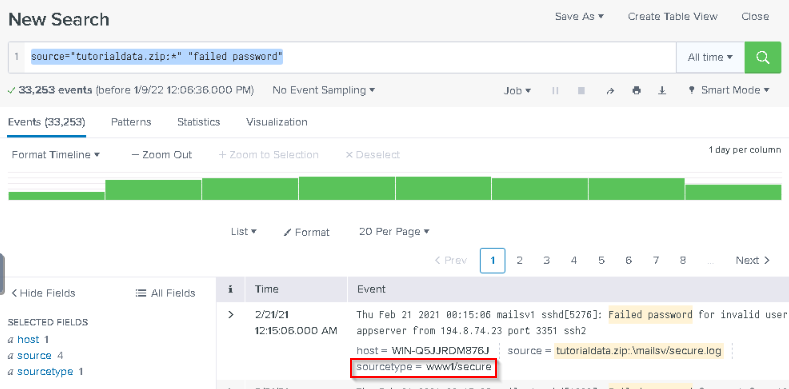 New Search
Save As ▾ Create Table View Close
1 source="tutorialdata.zip:*" "failed password"
All time ▾
✓ 33,253 events (before 1/9/22 12:06:36.000 PM) No Event Sampling ▾
Job ▾ Smart Mode ▾
Events (33,253) Patterns Statistics Visualization
Format Timeline ▾ — Zoom Out + Zoom to Selection × Deselect
1 day per column
List ▾ Format 20 Per Page ▾
< Prev 1 2 3 4 5 6 7 8 ... Next >
< Hide Fields All Fields
i Time Event
SELECTED FIELDS
a host 1
a source 4
a sourcetype 1
> 2/21/21
12:15:06.000 AM
Thu Feb 21 2021 00:15:06 mailsv1 sshd[5276]: Failed password for invalid user
appserver from 194.8.74.23 port 3351 ssh2
host = WIN-Q5JJRDM876J source = tutorialdata.zip:.\mailsv/secure.log
sourcetype = www1/secure